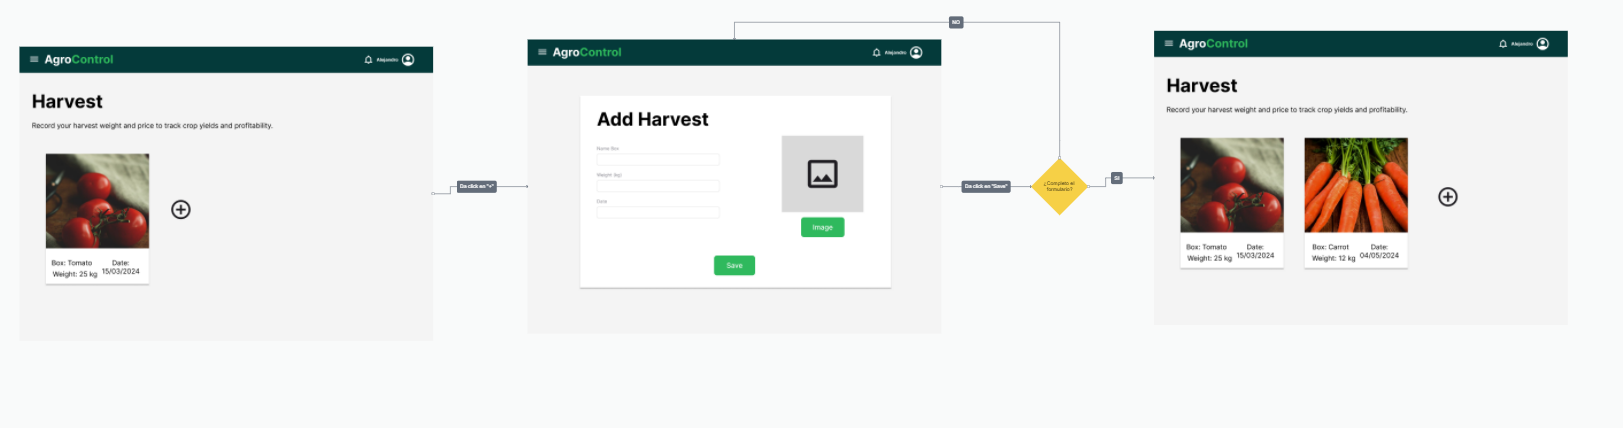 AgroControl
Alejandro
Harvest
Record your harvest weight and price to track crop yields and profitability.
Box: Tomato
Date:
Weight: 25 kg
15/03/2024
Da click en "+"
AgroControl
Alejandro
Add Harvest
Name Box
Weight (kg)
Date
Image
Save
NO
Da click en "Save"
¿Completo el
formulario?
SI
AgroControl
Alejandro
Harvest
Record your harvest weight and price to track crop yields and profitability.
Box: Tomato
Date:
Weight: 25 kg
15/03/2024
Box: Carrot
Date:
Weight: 12 kg
04/05/2024